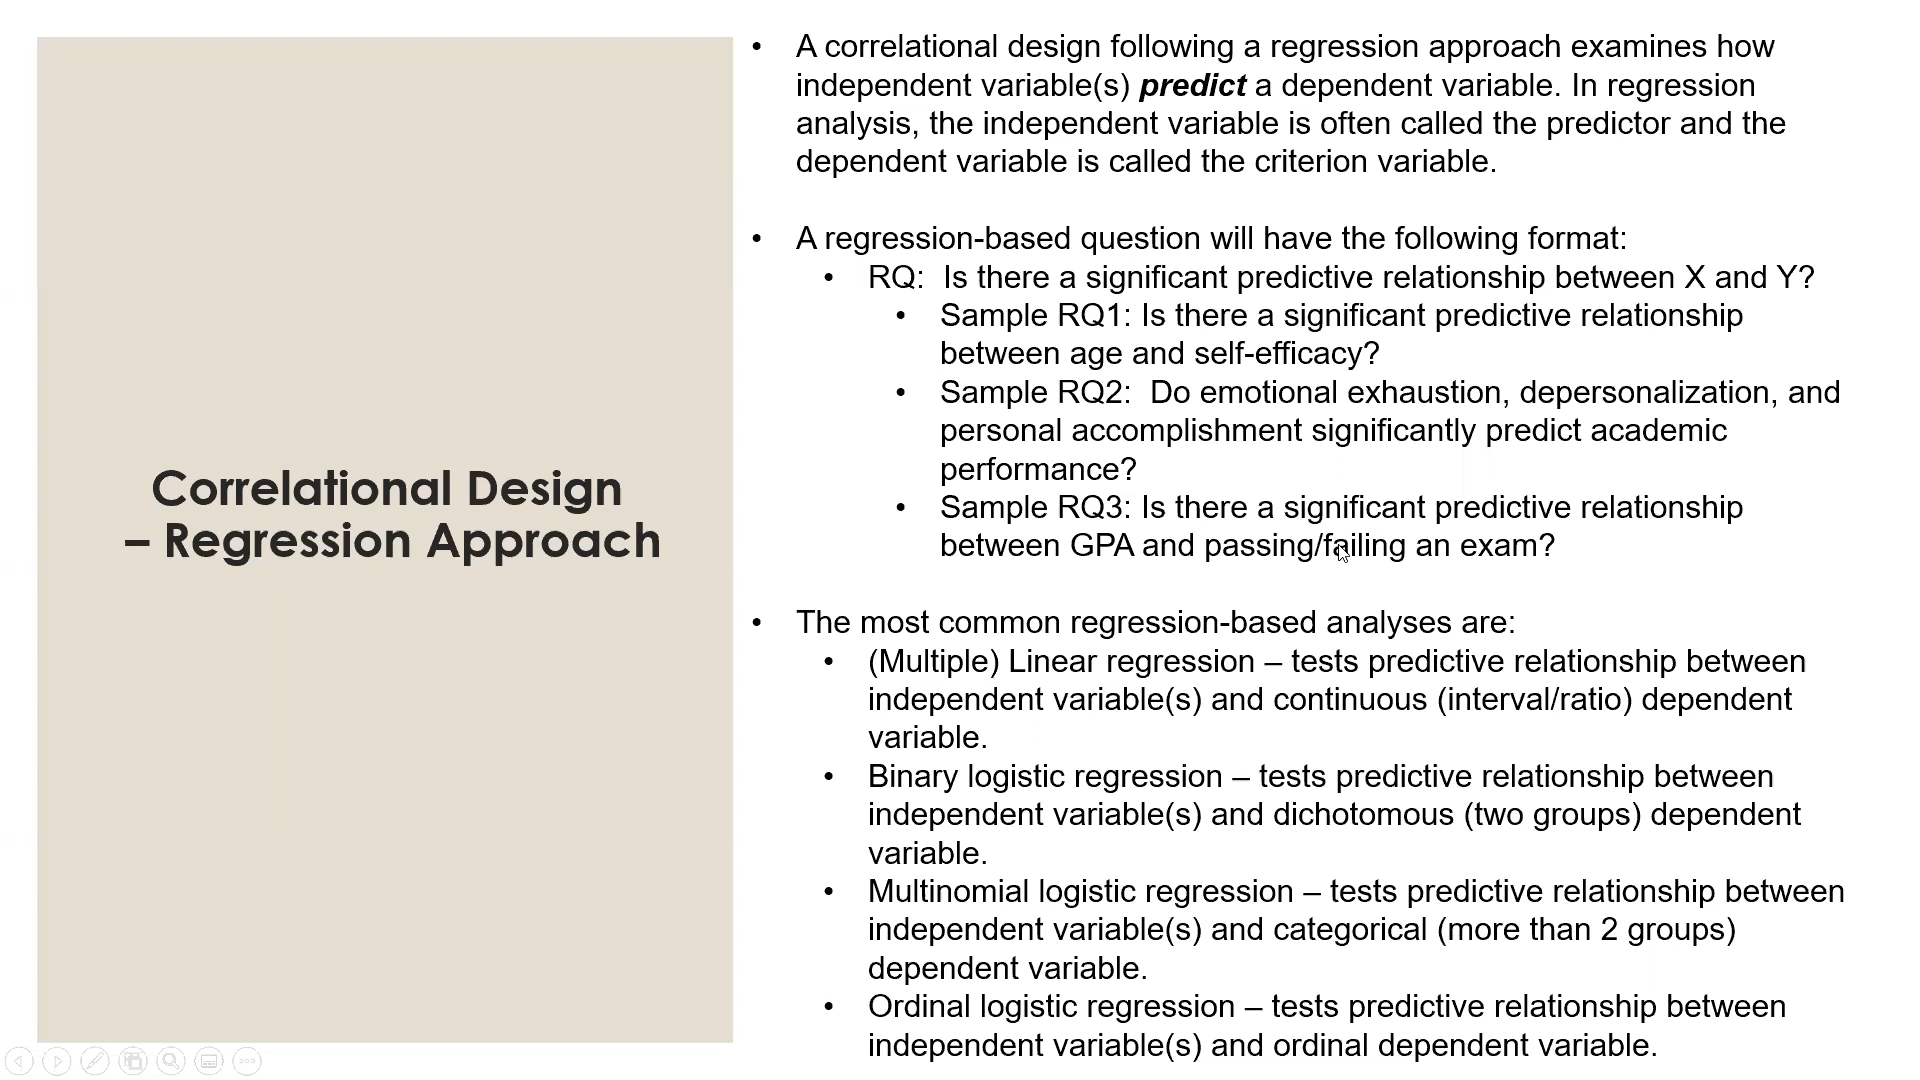 Correlational Design
– Regression Approach
• A correlational design following a regression approach examines how
independent variable(s) predict a dependent variable. In regression
analysis, the independent variable is often called the predictor and the
dependent variable is called the criterion variable.
• A regression-based question will have the following format:
• RQ:  Is there a significant predictive relationship between X and Y?
• Sample RQ1: Is there a significant predictive relationship
between age and self-efficacy?
• Sample RQ2:  Do emotional exhaustion, depersonalization, and
personal accomplishment significantly predict academic
performance?
• Sample RQ3: Is there a significant predictive relationship
between GPA and passing/failing an exam?
• The most common regression-based analyses are:
• (Multiple) Linear regression – tests predictive relationship between
independent variable(s) and continuous (interval/ratio) dependent
variable.
• Binary logistic regression – tests predictive relationship between
independent variable(s) and dichotomous (two groups) dependent
variable.
• Multinomial logistic regression – tests predictive relationship between
independent variable(s) and categorical (more than 2 groups)
dependent variable.
• Ordinal logistic regression – tests predictive relationship between
independent variable(s) and ordinal dependent variable.